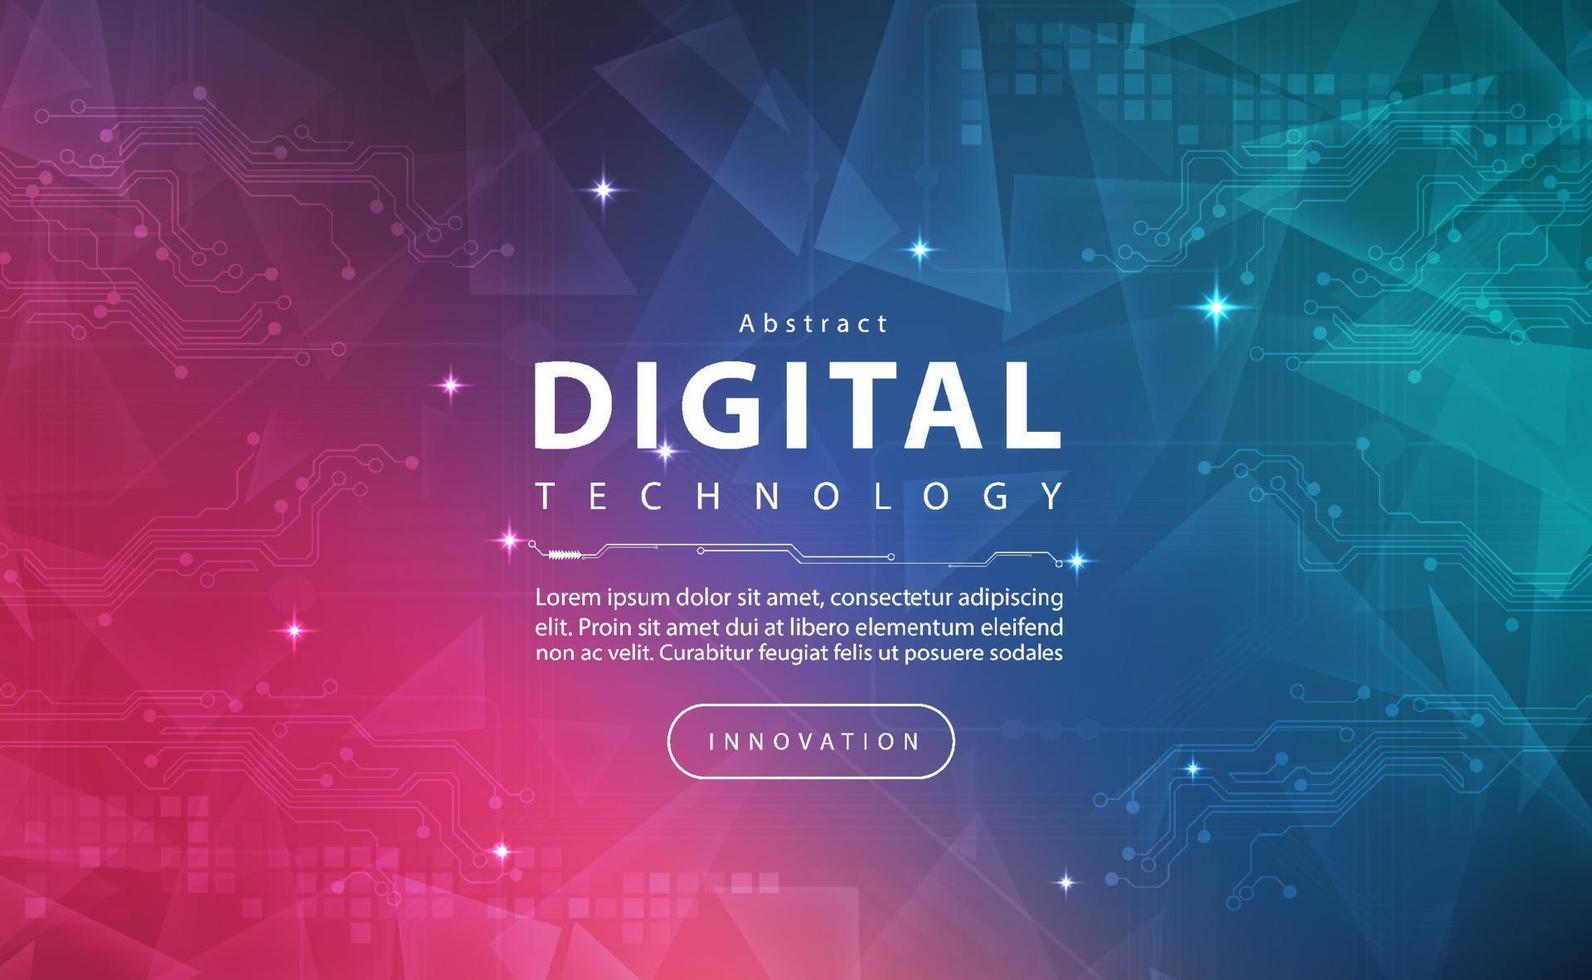 Abstract
DIGITAL
TECHNOLOGY
Lorem ipsum dolor sit amet, consectetur adipiscing
elit. Proin sit amet dui at libero elementum eleifend
non ac velit. Curabitur feugiat felis ut posuere sodales
INNOVATION